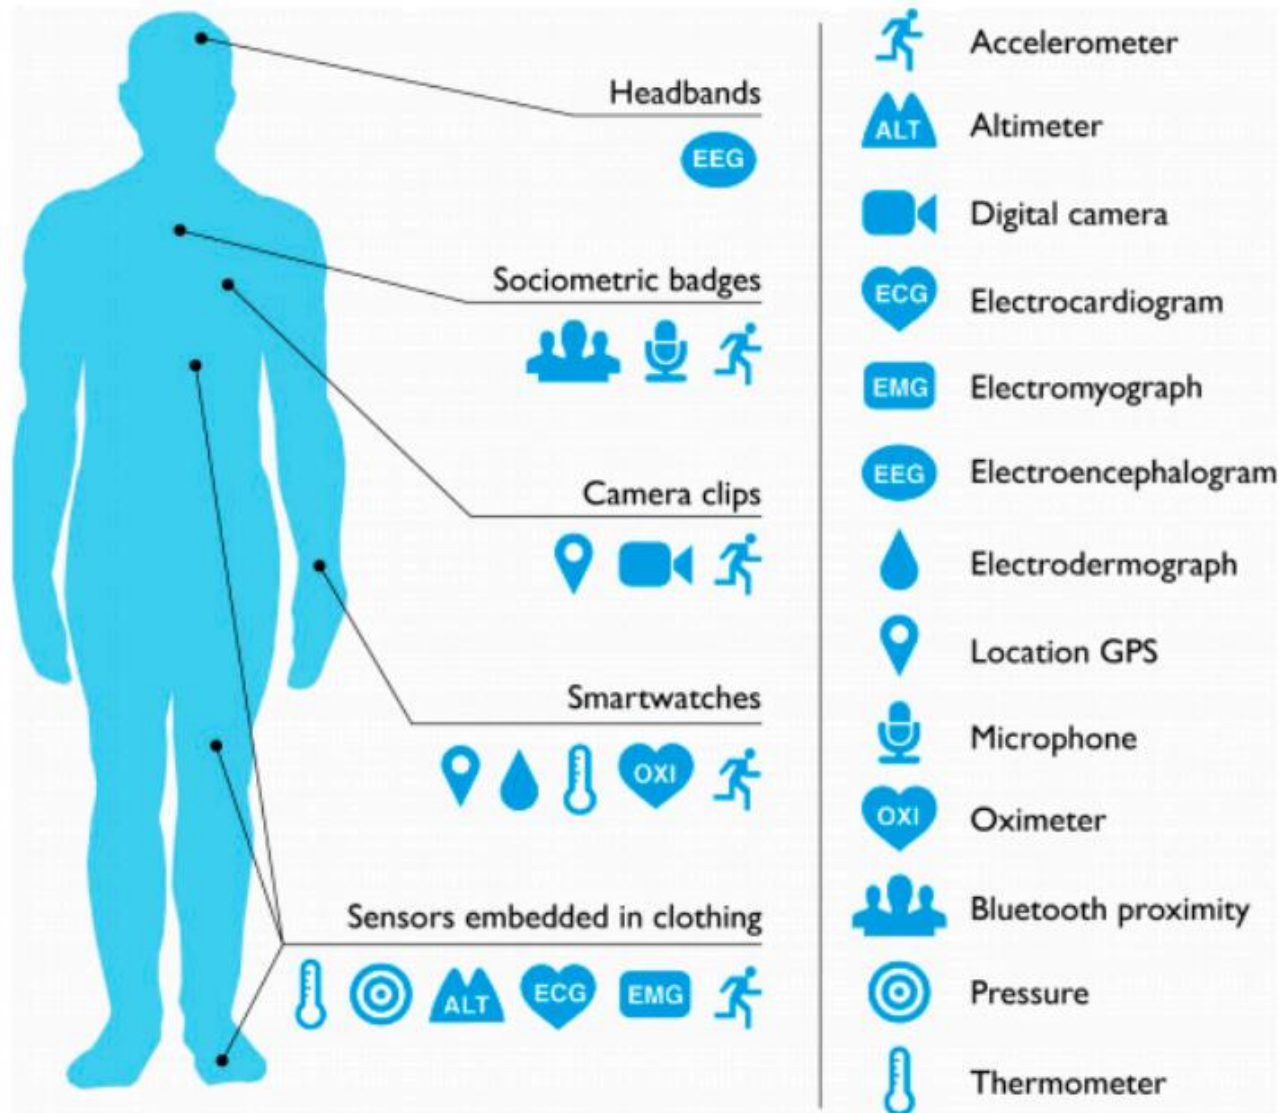 Headbands
EEG
Sociometric badges
Camera clips
Smartwatches
OXI
Sensors embedded in clothing
ALT ECG EMG
Accelerometer
ALT Altimeter
Digital camera
ECG Electrocardiogram
EMG Electromyograph
EEG Electroencephalogram
Electrodermograph
Location GPS
Microphone
OXI Oximeter
Bluetooth proximity
Pressure
Thermometer